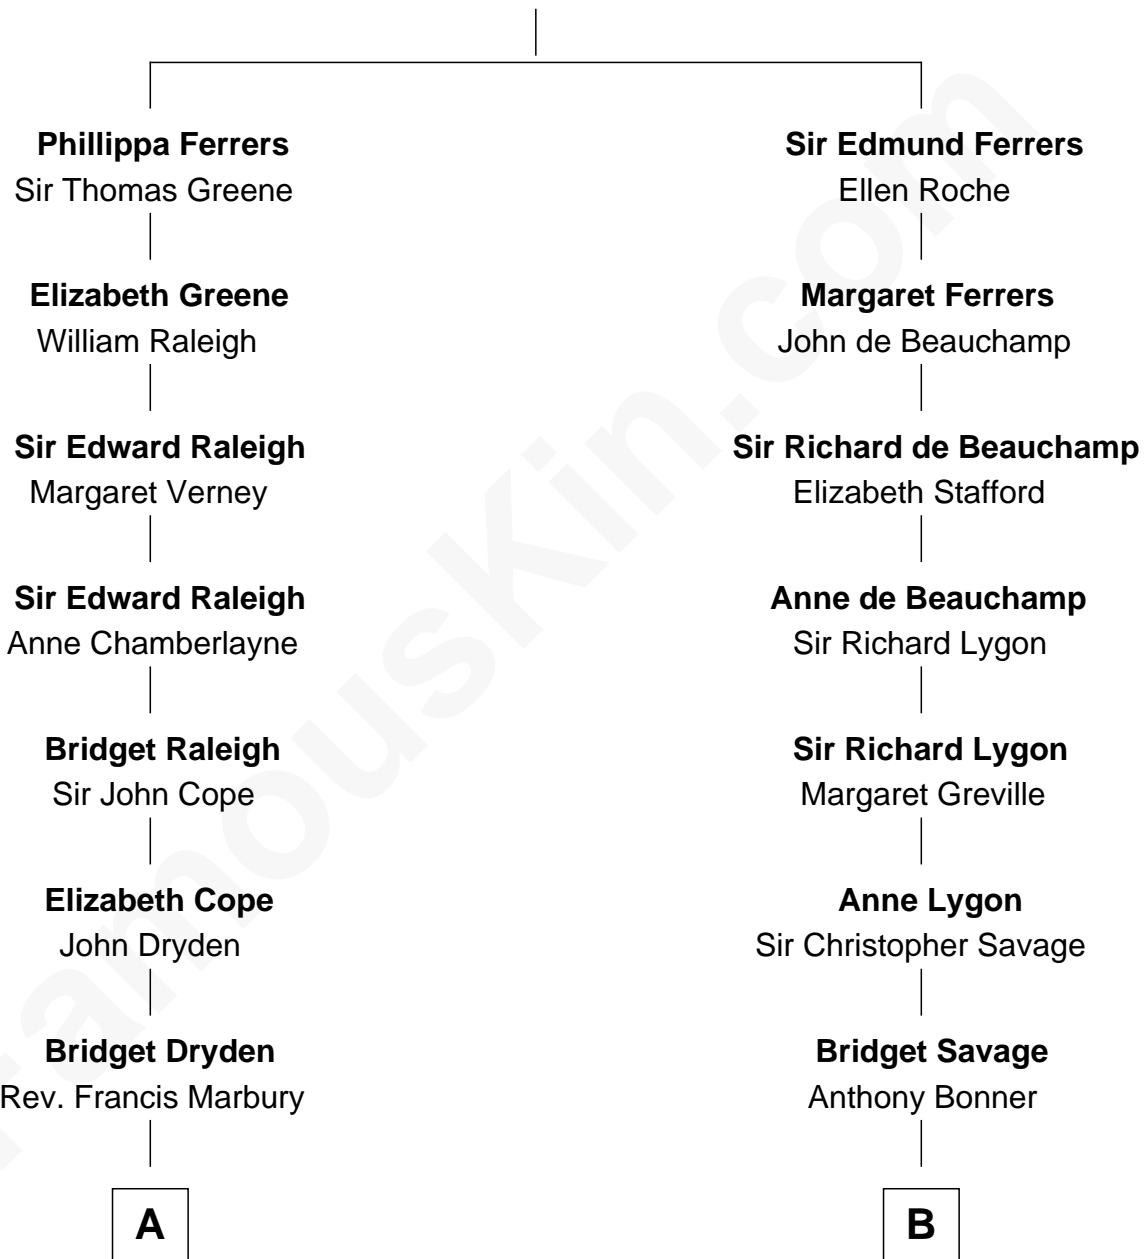 Phillippa Ferrers
Sir Thomas Greene
Elizabeth Greene
William Raleigh
Sir Edward Raleigh
Margaret Verney
Sir Edward Raleigh
Anne Chamberlayne
Bridget Raleigh
Sir John Cope
Elizabeth Cope
John Dryden
Bridget Dryden
Rev. Francis Marbury
A
Sir Edmund Ferrers
Ellen Roche
Margaret Ferrers
John de Beauchamp
Sir Richard de Beauchamp
Elizabeth Stafford
Anne de Beauchamp
Sir Richard Lygon
Sir Richard Lygon
Margaret Greville
Anne Lygon
Sir Christopher Savage
Bridget Savage
Anthony Bonner
B
FamousKin.com